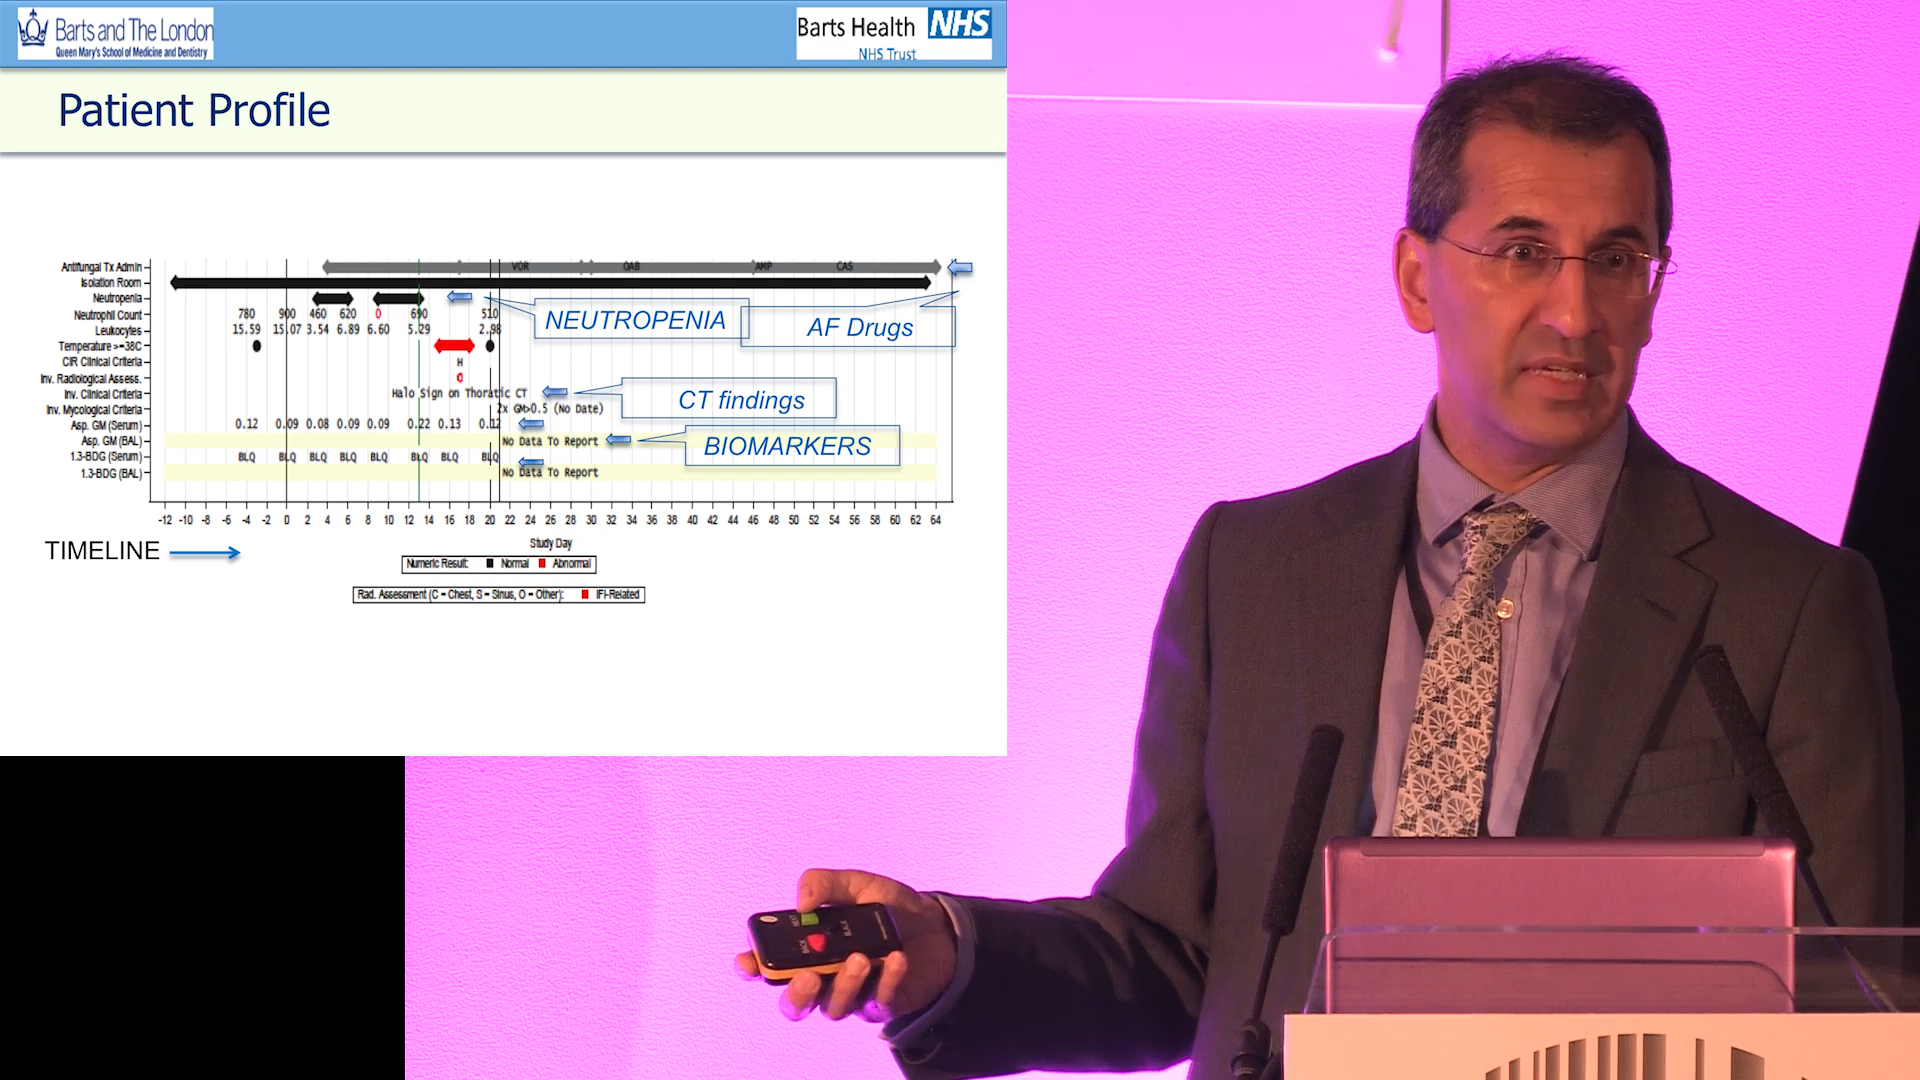 Barts and The London
Queen Mary's School of Medicine and Dentistry
Barts Health NHS
NHS Trust
Patient Profile
Antifungal Tx Admin
VOR OAB AMP CAS
Isolation Room
Neutropenia
Neutrophil Count 780 900 460 620 0 690 510
Leukocytes 15.59 15.07 3.54 6.89 6.60 5.29 2.98
Temperature >=38C
CIR Clinical Criteria H
Inv. Radiological Assess. O
Inv. Clinical Criteria Halo Sign on Thoracic CT
Inv. Mycological Criteria 2x GM>0.5 (No Date)
Asp. GM (Serum) 0.12 0.09 0.08 0.09 0.09 0.22 0.13 0.12
Asp. GM (BAL) No Data To Report
1.3-BDG (Serum) BLQ BLQ BLQ BLQ BLQ BLQ BLQ BLQ
1.3-BDG (BAL) No Data To Report
NEUTROPENIA
AF Drugs
CT findings
BIOMARKERS
-12 -10 -8 -6 -4 -2 0 2 4 6 8 10 12 14 16 18 20 22 24 26 28 30 32 34 36 38 40 42 44 46 48 50 52 54 56 58 60 62 64
TIMELINE
Study Day
Numeric Result: Normal Abnormal
Rad. Assessment (C = Chest, S = Sinus, O = Other): IFI-Related
NEXT
BACK
BLACK